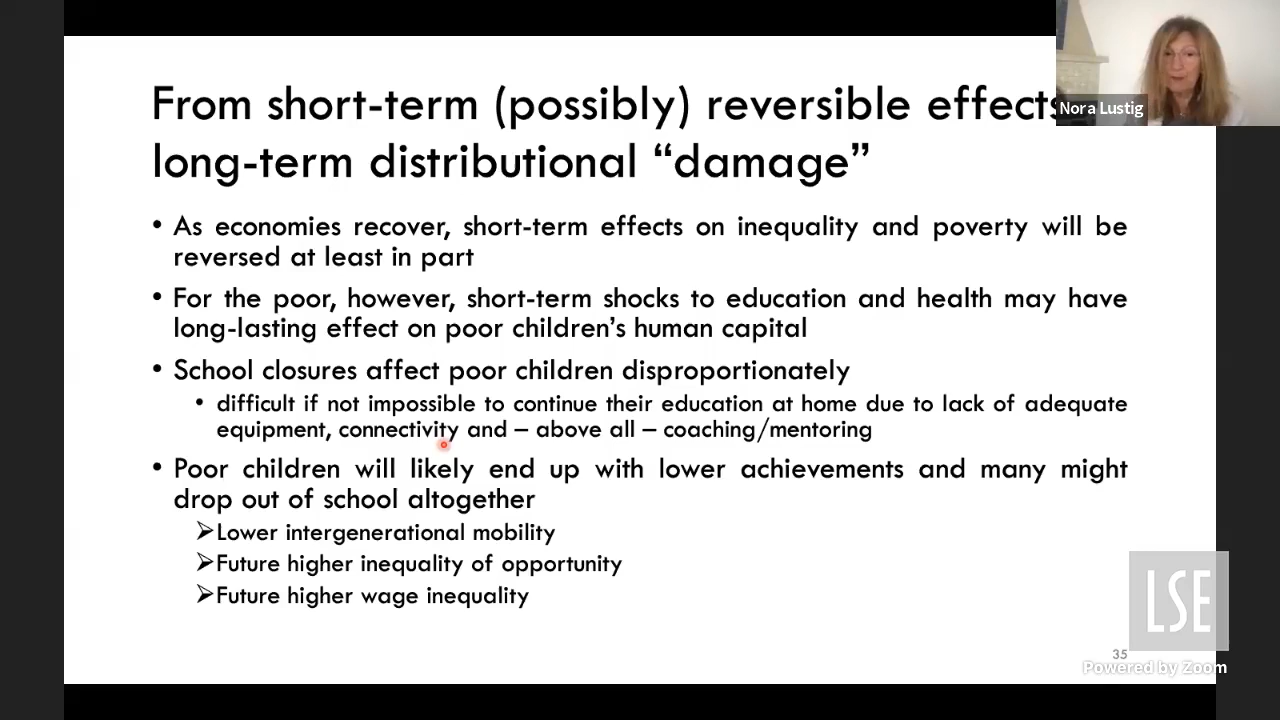 From short-term (possibly) reversible effects
long-term distributional “damage”
Nora Lustig
• As economies recover, short-term effects on inequality and poverty will be
reversed at least in part
• For the poor, however, short-term shocks to education and health may have
long-lasting effect on poor children’s human capital
• School closures affect poor children disproportionately
• difficult if not impossible to continue their education at home due to lack of adequate
equipment, connectivity and – above all – coaching/mentoring
• Poor children will likely end up with lower achievements and many might
drop out of school altogether
➢Lower intergenerational mobility
➢Future higher inequality of opportunity
➢Future higher wage inequality
LSE
35
Powered by Zoom